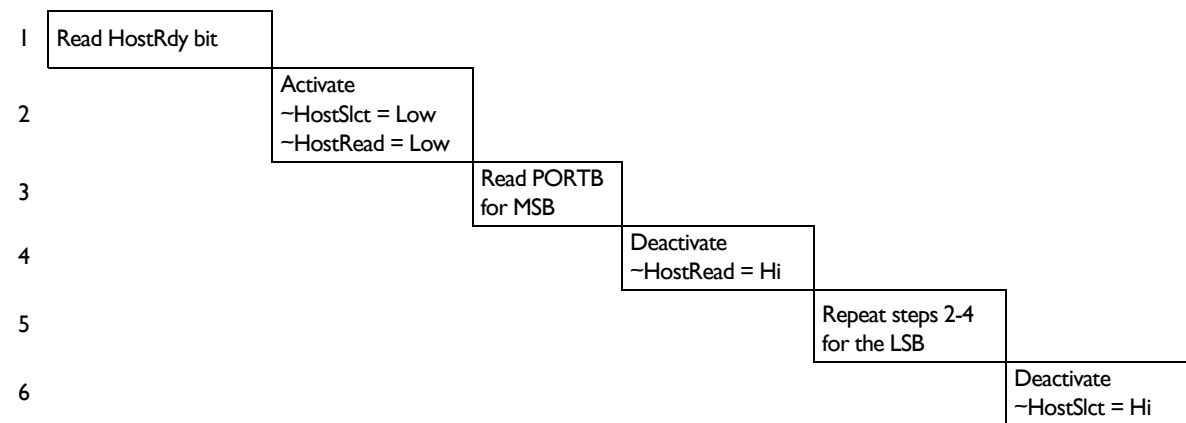 1 Read HostRdy bit
Activate
2 ~HostSlct = Low
~HostRead = Low
3 Read PORTB
for MSB
4 Deactivate
~HostRead = Hi
5 Repeat steps 2-4
for the LSB
6 Deactivate
~HostSlct = Hi